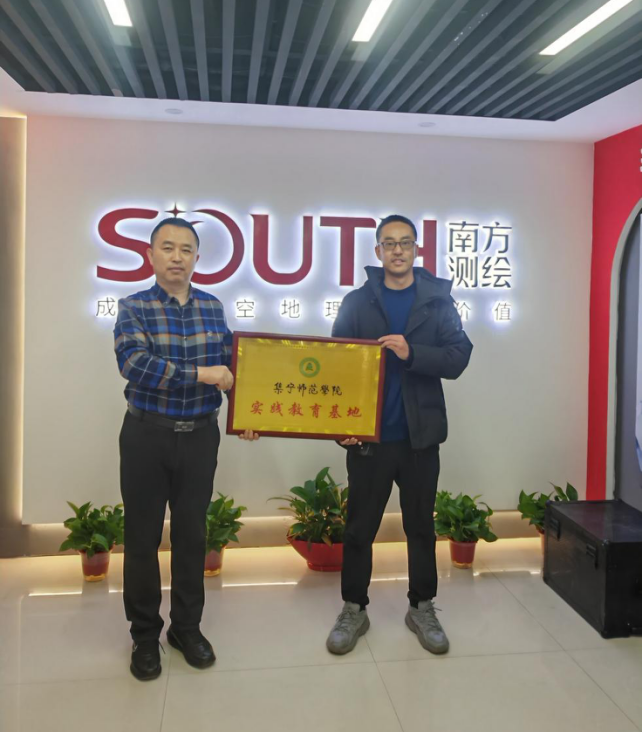 SOUTH
南方
测绘
成 空地理 价值
集宁师范学院
实践教育基地